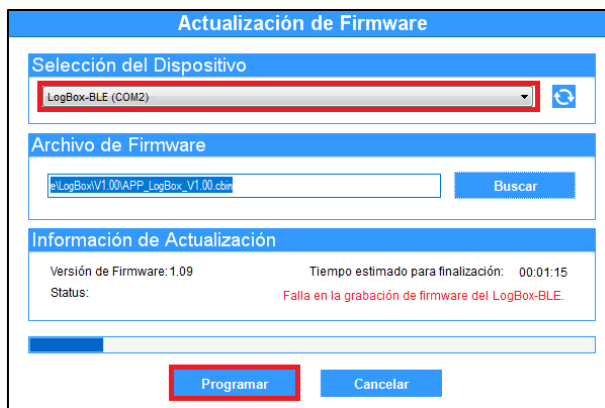 Actualización de Firmware
Selección del Dispositivo
LogBox-BLE (COM2)
Archivo de Firmware
e\LogBox\V1.00\APP_LogBox_V1.00.cbin
Buscar
Información de Actualización
Versión de Firmware: 1.09 Tiempo estimado para finalización: 00:01:15
Status: Falla en la grabación de firmware del LogBox-BLE.
Programar Cancelar